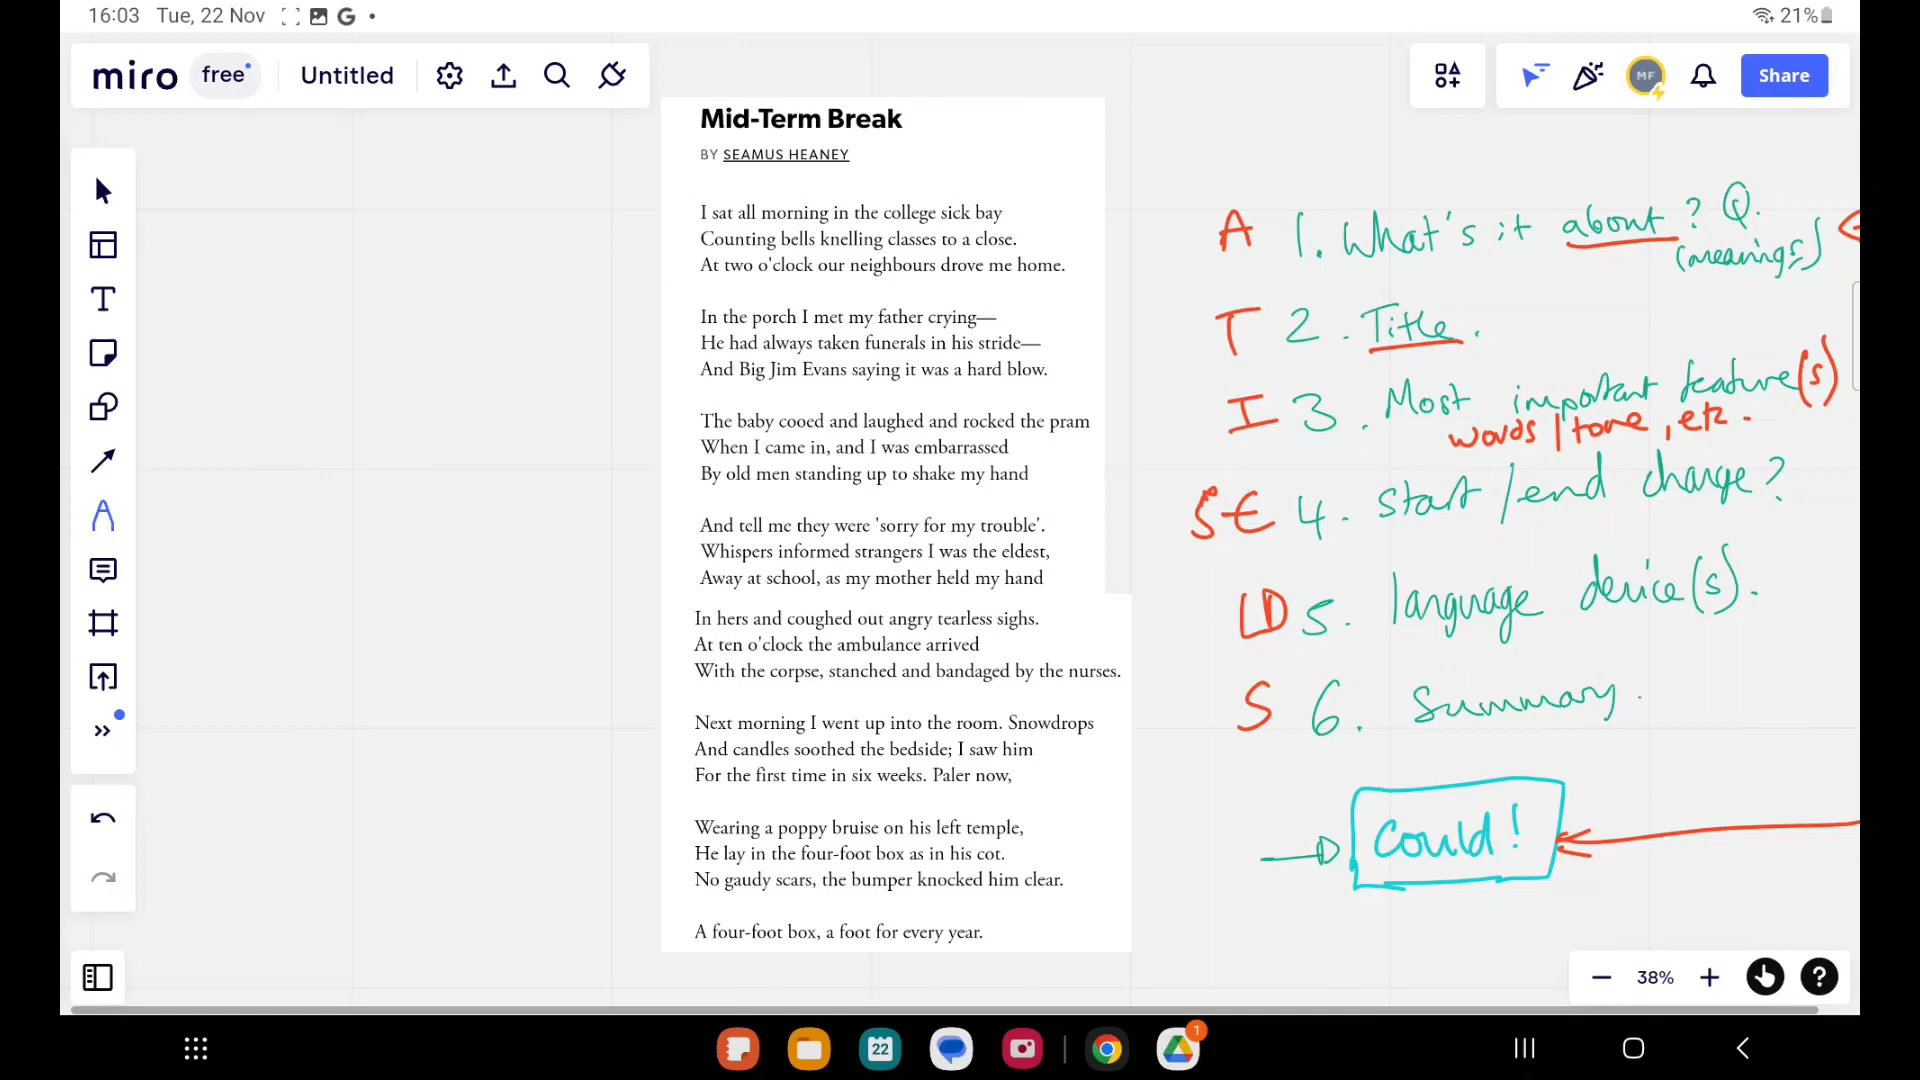 16:03 Tue, 22 Nov G 21%
miro free Untitled
MF Share
Mid-Term Break
BY SEAMUS HEANEY
I sat all morning in the college sick bay
Counting bells knelling classes to a close.
At two o'clock our neighbours drove me home.
In the porch I met my father crying—
He had always taken funerals in his stride—
And Big Jim Evans saying it was a hard blow.
The baby cooed and laughed and rocked the pram
When I came in, and I was embarrassed
By old men standing up to shake my hand
And tell me they were 'sorry for my trouble'.
Whispers informed strangers I was the eldest,
Away at school, as my mother held my hand
In hers and coughed out angry tearless sighs.
At ten o'clock the ambulance arrived
With the corpse, stanched and bandaged by the nurses.
Next morning I went up into the room. Snowdrops
And candles soothed the bedside; I saw him
For the first time in six weeks. Paler now,
Wearing a poppy bruise on his left temple,
He lay in the four-foot box as in his cot.
No gaudy scars, the bumper knocked him clear.
A four-foot box, a foot for every year.
A 1. What's it about? Q.
(meanings)
T 2. Title.
I 3. Most important feature(s)
words / tone, etc.
SE 4. Start/end change?
LD 5. language device(s).
S 6. Summary.
Could!
38%
22
1